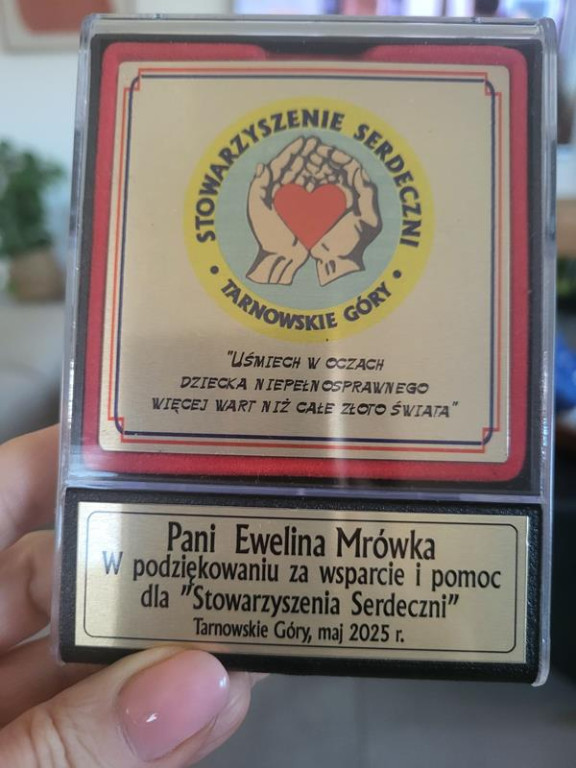 STOWARZYSZENIE SERDECZNI
• TARNOWSKIE GÓRY •
"UŚMIECH W OCZACH
DZIECKA NIEPEŁNOSPRAWNEGO
WIĘCEJ WART NIŻ CAŁE ZŁOTO ŚWIATA"
Pani Ewelina Mrówka
W podziękowaniu za wsparcie i pomoc
dla "Stowarzyszenia Serdeczni"
Tarnowskie Góry, maj 2025 r.